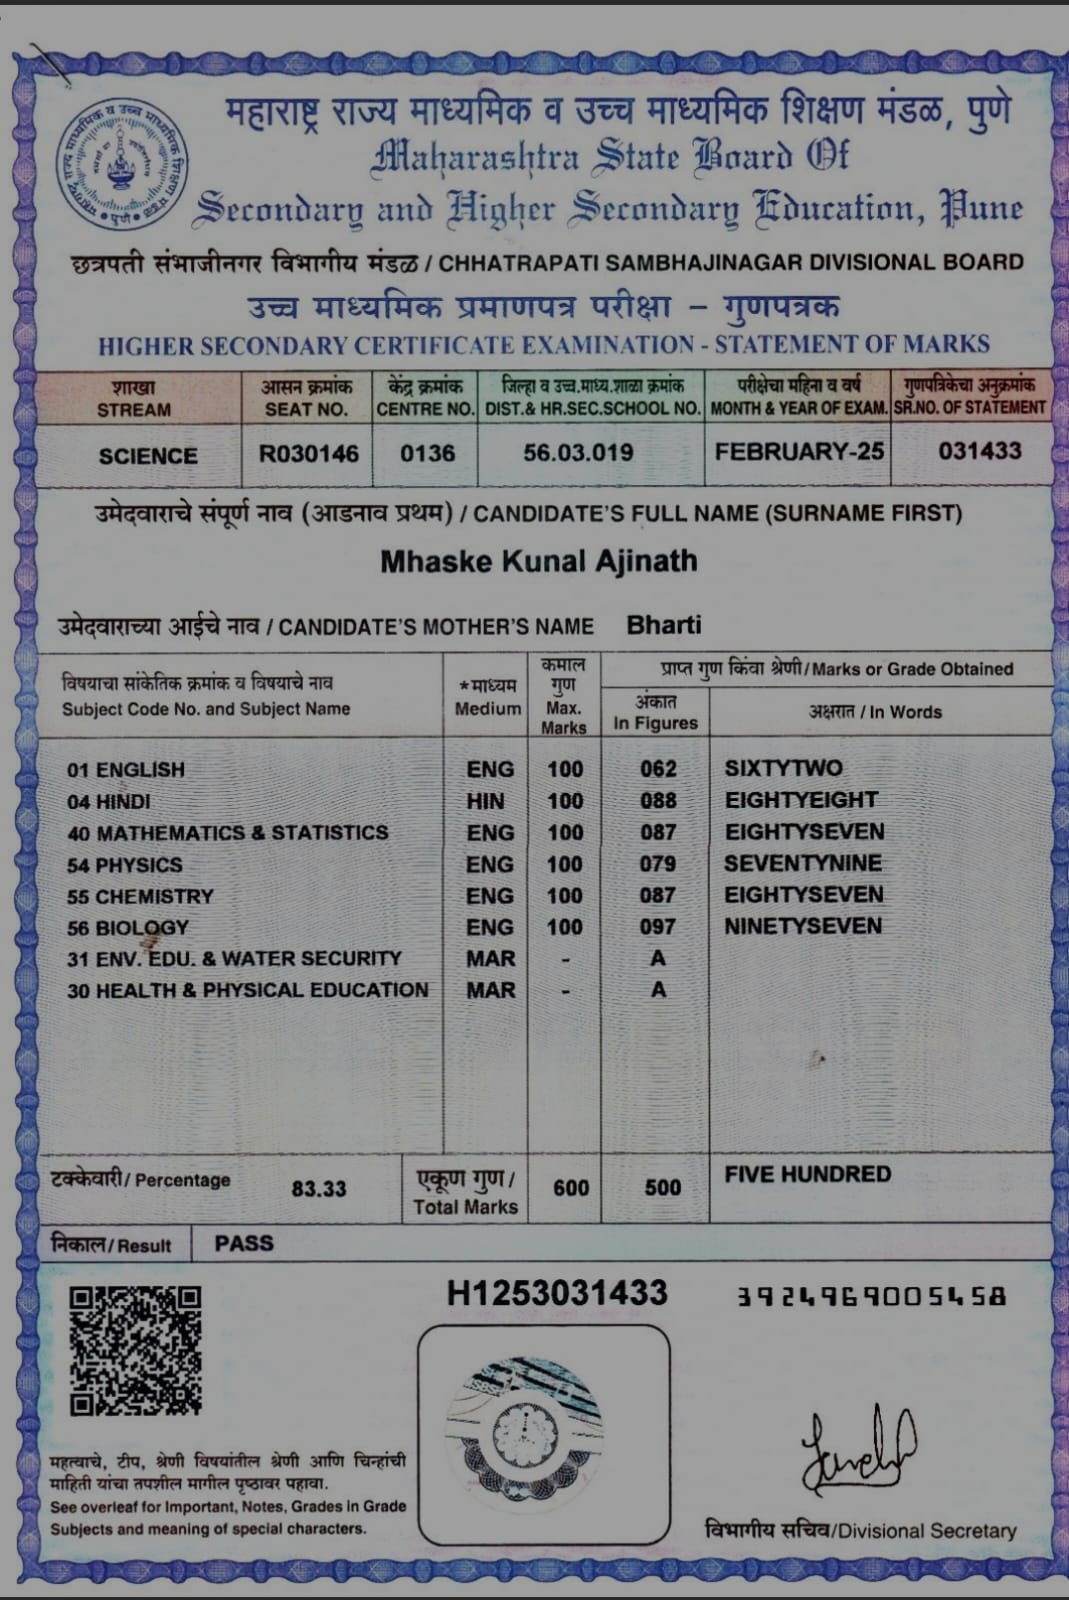 महाराष्ट्र राज्य माध्यमिक व उच्च माध्यमिक शिक्षण मंडळ, पुणे
Maharashtra State Board Of
Secondary and Higher Secondary Education, Pune
छत्रपती संभाजीनगर विभागीय मंडळ / CHHATRAPATI SAMBHAJINAGAR DIVISIONAL BOARD
उच्च माध्यमिक प्रमाणपत्र परीक्षा – गुणपत्रक
HIGHER SECONDARY CERTIFICATE EXAMINATION - STATEMENT OF MARKS
शाखा आसन क्रमांक केंद्र क्रमांक जिल्हा व उच्च.माध्य.शाळा क्रमांक परीक्षेचा महिना व वर्ष गुणपत्रिकेचा अनुक्रमांक
STREAM SEAT NO. CENTRE NO. DIST.& HR.SEC.SCHOOL NO. MONTH & YEAR OF EXAM. SR.NO. OF STATEMENT
SCIENCE R030146 0136 56.03.019 FEBRUARY-25 031433
उमेदवाराचे संपूर्ण नाव (आडनाव प्रथम) / CANDIDATE'S FULL NAME (SURNAME FIRST)
Mhaske Kunal Ajinath
उमेदवाराच्या आईचे नाव / CANDIDATE'S MOTHER'S NAME Bharti
विषयाचा सांकेतिक क्रमांक व विषयाचे नाव
Subject Code No. and Subject Name
*माध्यम
Medium
कमाल
गुण
Max.
Marks
प्राप्त गुण किंवा श्रेणी/Marks or Grade Obtained
अंकात
In Figures
अक्षरात / In Words
01 ENGLISH ENG 100 062 SIXTYTWO
04 HINDI HIN 100 088 EIGHTYEIGHT
40 MATHEMATICS & STATISTICS ENG 100 087 EIGHTYSEVEN
54 PHYSICS ENG 100 079 SEVENTYNINE
55 CHEMISTRY ENG 100 087 EIGHTYSEVEN
56 BIOLOGY ENG 100 097 NINETYSEVEN
31 ENV. EDU. & WATER SECURITY MAR - A
30 HEALTH & PHYSICAL EDUCATION MAR - A
टक्केवारी/ Percentage 83.33
एकूण गुण /
Total Marks
600 500 FIVE HUNDRED
निकाल/ Result PASS
H1253031433 3924969005458
महत्वाचे, टीप, श्रेणी विषयांतील श्रेणी आणि चिन्हांची
माहिती यांचा तपशील मागील पृष्ठावर पहावा.
See overleaf for Important, Notes, Grades in Grade
Subjects and meaning of special characters.
विभागीय सचिव/Divisional Secretary